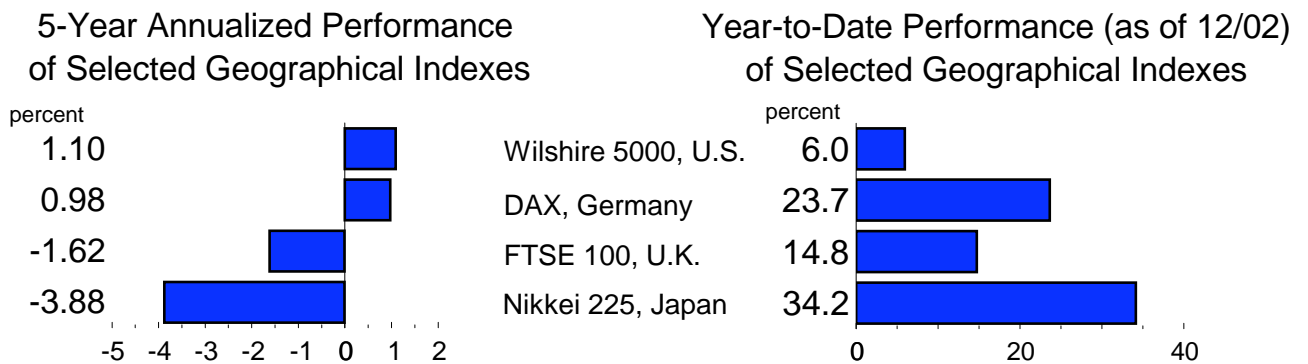 5-Year Annualized Performance
of Selected Geographical Indexes
percent
1.10
0.98
-1.62
-3.88
-5 -4 -3 -2 -1 0 1 2
Wilshire 5000, U.S.
DAX, Germany
FTSE 100, U.K.
Nikkei 225, Japan
Year-to-Date Performance (as of 12/02)
of Selected Geographical Indexes
percent
6.0
23.7
14.8
34.2
0 20 40